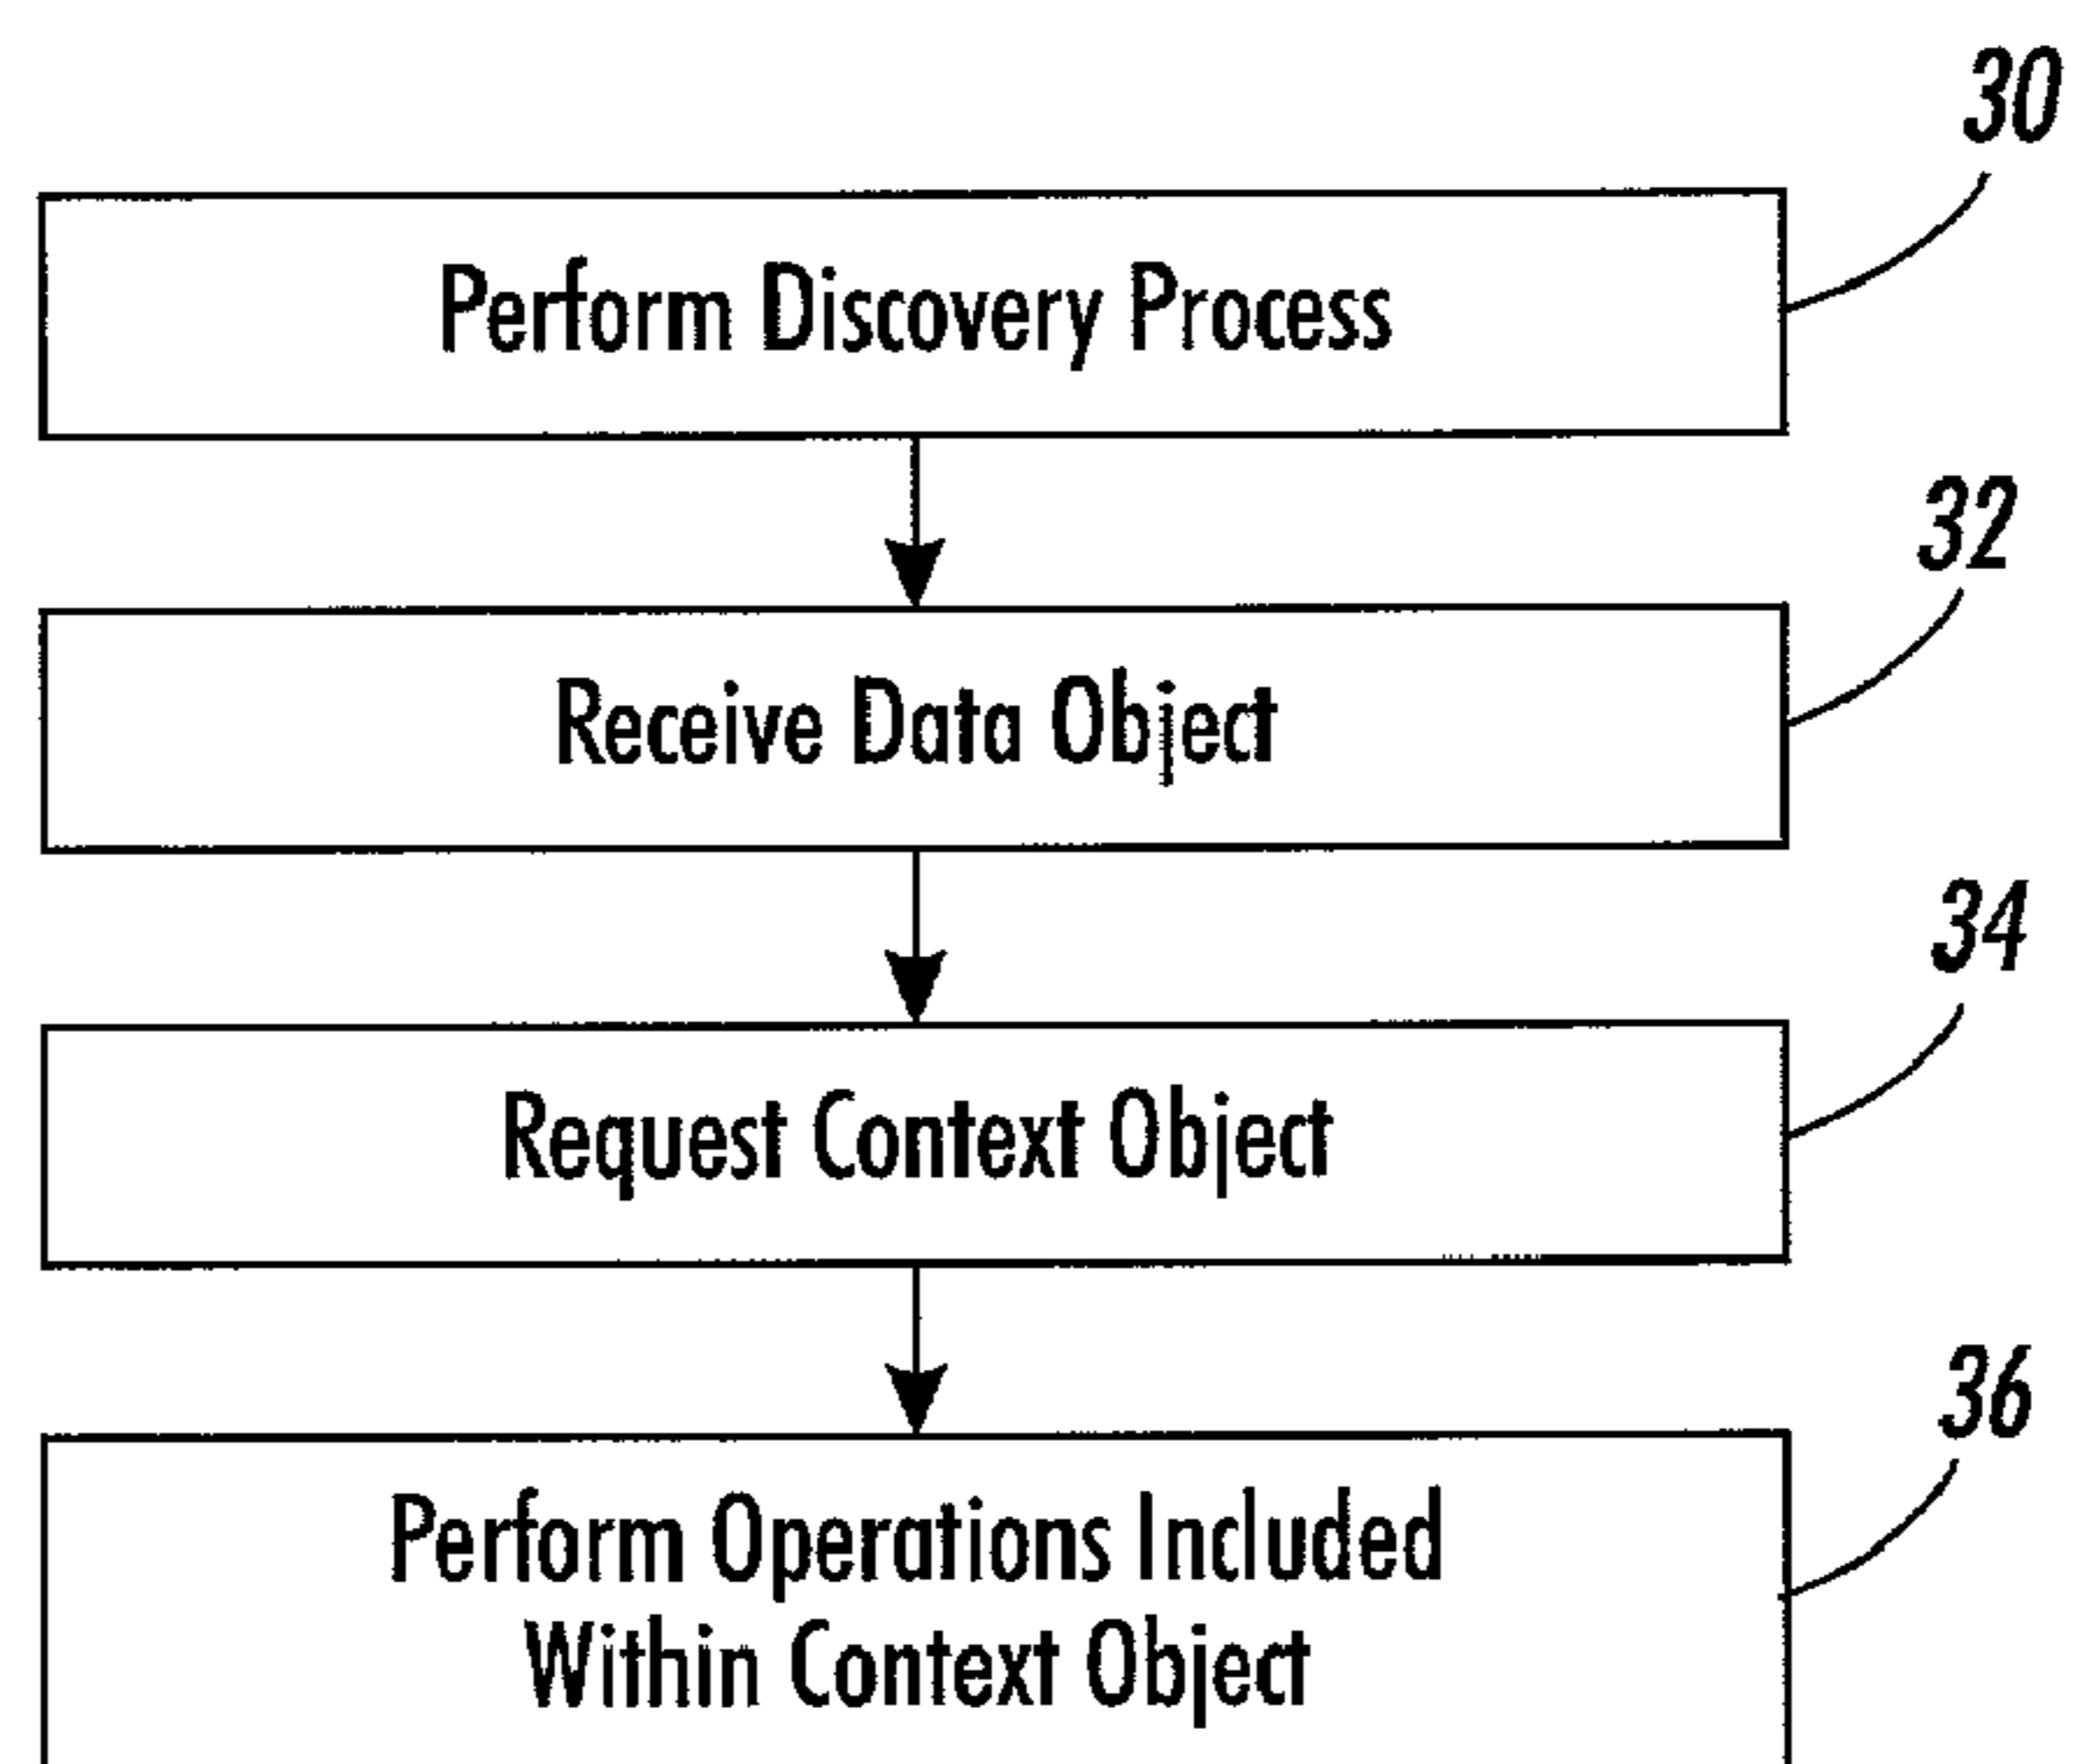 30
Perform Discovery Process
32
Receive Data Object
34
Request Context Object
36
Perform Operations Included
Within Context Object